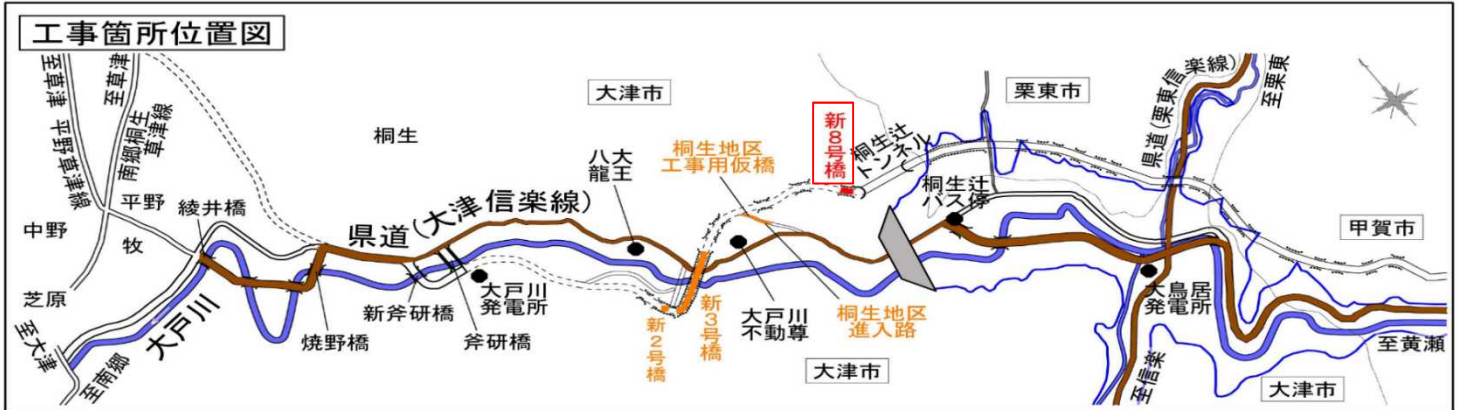 工事箇所位置図
至草津
平野草津線
至草津
南郷桐生
草津線
中野
平野
牧
綾井橋
芝原
至大津
至南郷
大戸川
桐生
県道(大津信楽線)
焼野橋
新斧研橋
斧研橋
大戸川
発電所
八大
龍王
大津市
新2号橋
新3号橋
桐生地区
工事用仮橋
大戸川
不動尊
桐生地区
進入路
新8号橋
桐生辻
トンネル
桐生辻
バス停
栗東市
県道(栗東信楽線)
至栗東
甲賀市
大鳥居
発電所
至信楽
至黄瀬
大津市
大津市